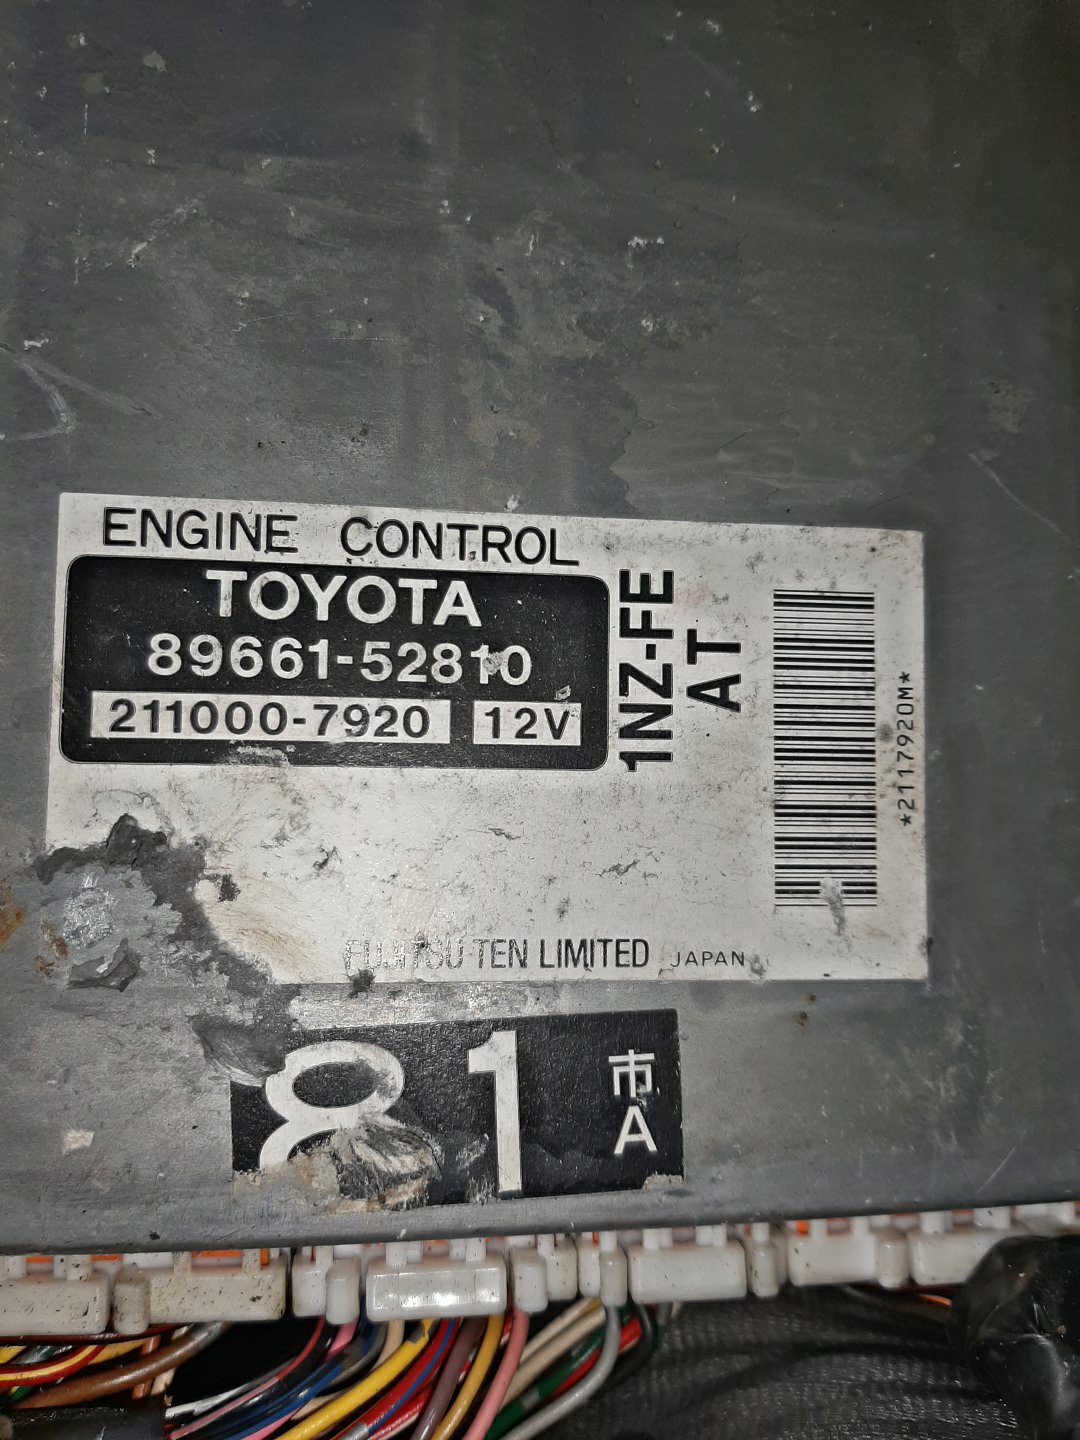 ENGINE CONTROL
TOYOTA
89661-52810
211000-7920 12V
1NZ-FE
AT
*2117920M*
FUJITSU TEN LIMITED JAPAN
81 市
A